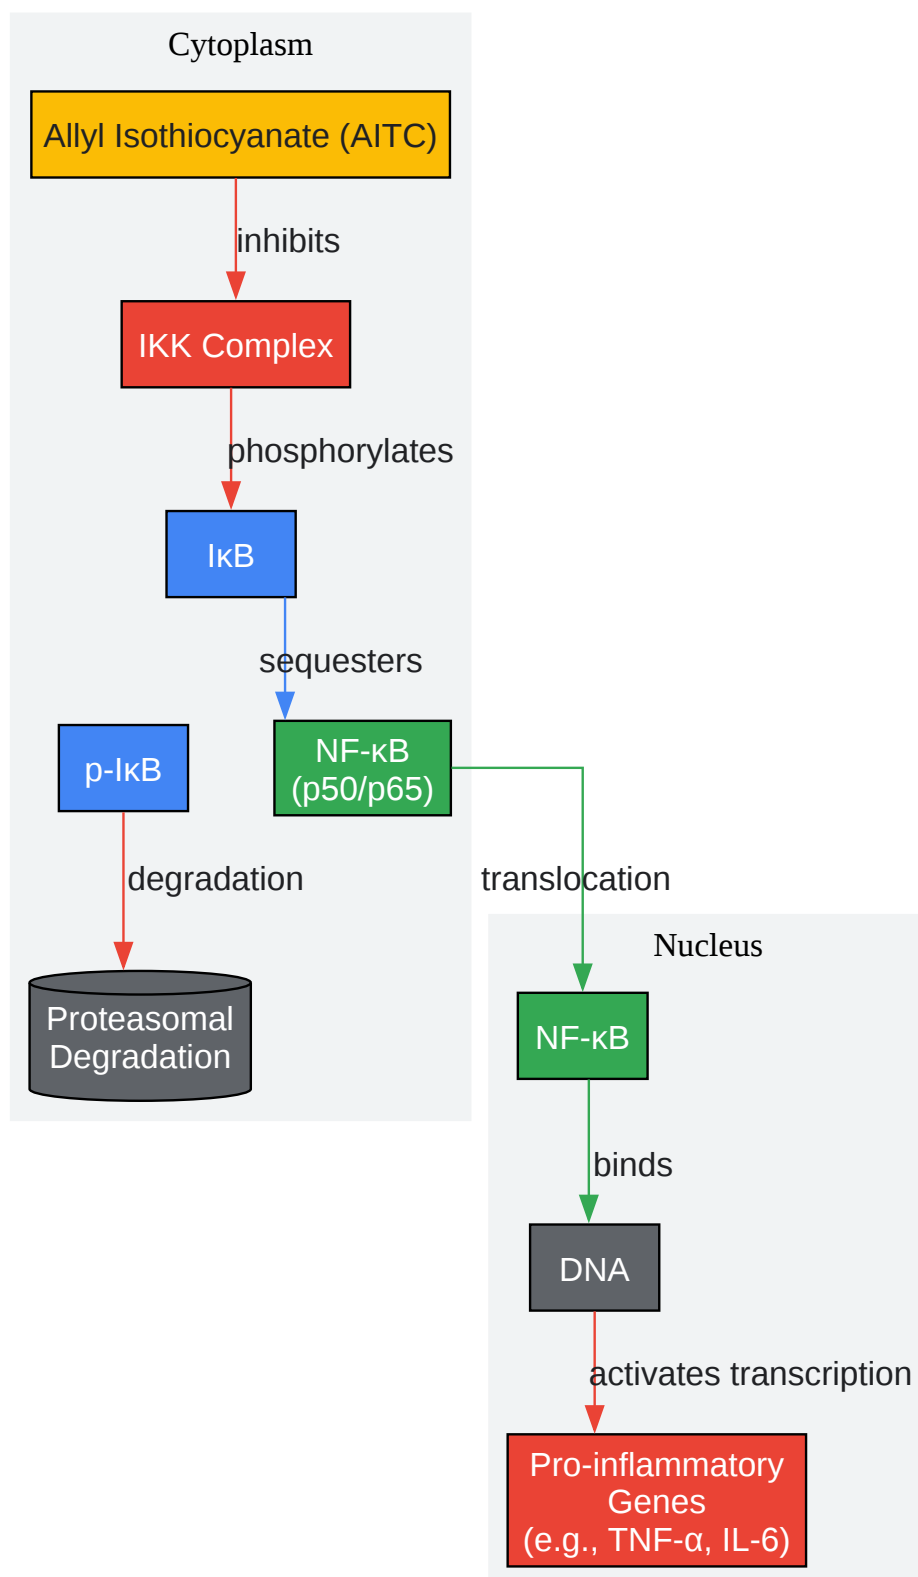 Cytoplasm
Allyl Isothiocyanate (AITC)
inhibits
IKK Complex
phosphorylates
IκB
sequesters
p-IκB
NF-κB
(p50/p65)
degradation
translocation
Nucleus
Proteasomal
Degradation
NF-κB
binds
DNA
activates transcription
Pro-inflammatory
Genes
(e.g., TNF-α, IL-6)